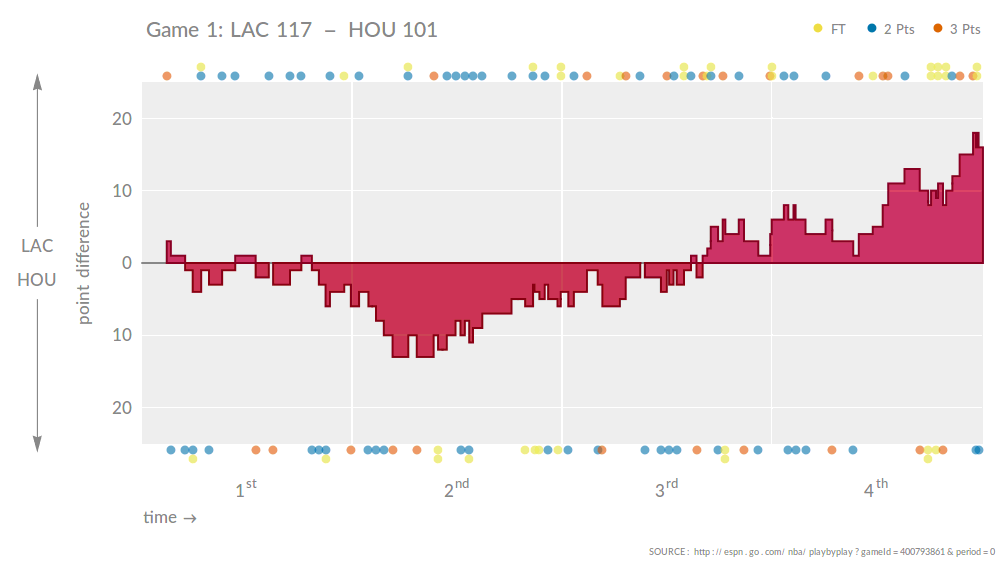 Game 1: LAC 117 – HOU 101
FT
2 Pts
3 Pts
20
10
0
10
20
LAC
HOU
point difference
1st
2nd
3rd
4th
time →
SOURCE: http://espn.go.com/nba/playbyplay?gameId=400793861&period=0